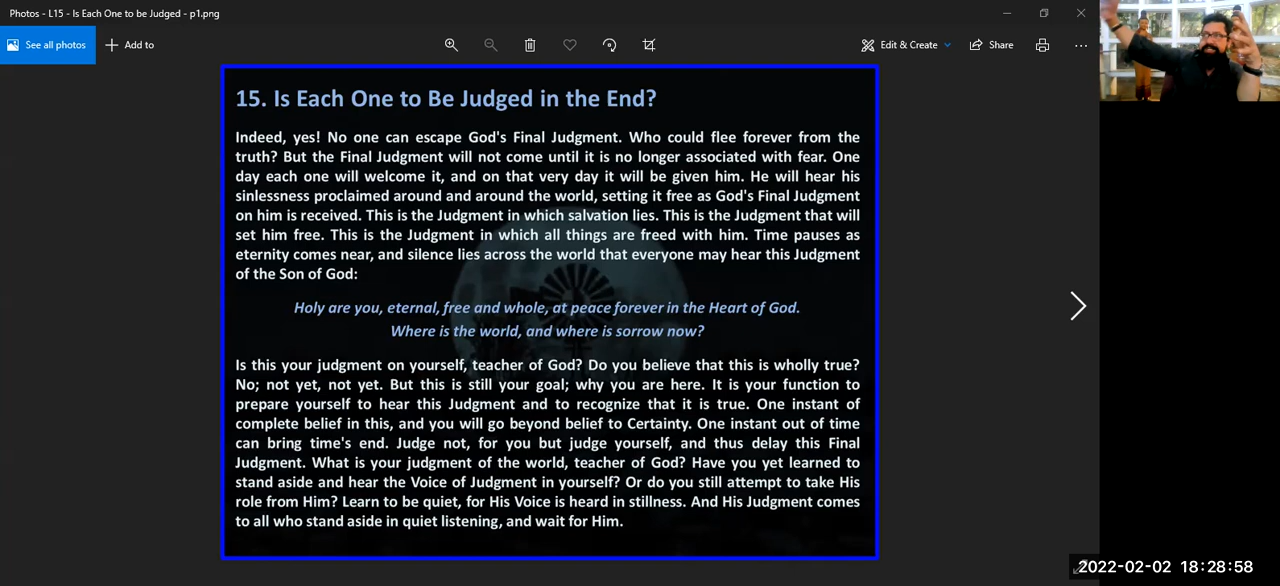 Photos - L15 - Is Each One to be Judged - p1.png
See all photos
Add to
Edit & Create
Share
15. Is Each One to Be Judged in the End?
Indeed, yes! No one can escape God's Final Judgment. Who could flee forever from the
truth? But the Final Judgment will not come until it is no longer associated with fear. One
day each one will welcome it, and on that very day it will be given him. He will hear his
sinlessness proclaimed around and around the world, setting it free as God's Final Judgment
on him is received. This is the Judgment in which salvation lies. This is the Judgment that will
set him free. This is the Judgment in which all things are freed with him. Time pauses as
eternity comes near, and silence lies across the world that everyone may hear this Judgment
of the Son of God:
Holy are you, eternal, free and whole, at peace forever in the Heart of God.
Where is the world, and where is sorrow now?
Is this your judgment on yourself, teacher of God? Do you believe that this is wholly true?
No; not yet, not yet. But this is still your goal; why you are here. It is your function to
prepare yourself to hear this Judgment and to recognize that it is true. One instant of
complete belief in this, and you will go beyond belief to Certainty. One instant out of time
can bring time's end. Judge not, for you but judge yourself, and thus delay this Final
Judgment. What is your judgment of the world, teacher of God? Have you yet learned to
stand aside and hear the Voice of Judgment in yourself? Or do you still attempt to take His
role from Him? Learn to be quiet, for His Voice is heard in stillness. And His Judgment comes
to all who stand aside in quiet listening, and wait for Him.
2022-02-02 18:28:58